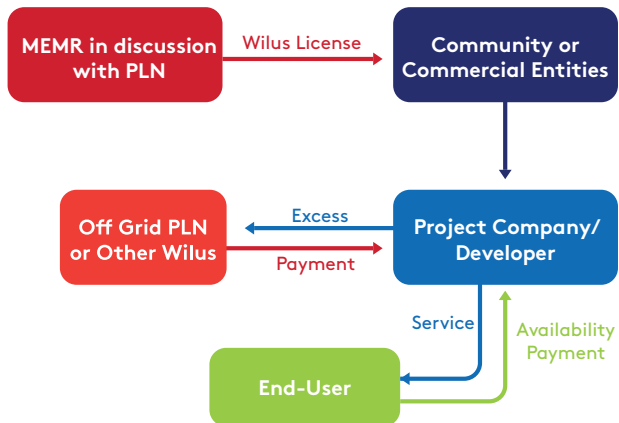 MEMR in discussion
with PLN
Wilus License
Community or
Commercial Entities
Off Grid PLN
or Other Wilus
Excess
Payment
Project Company/
Developer
Service
Availability
Payment
End-User